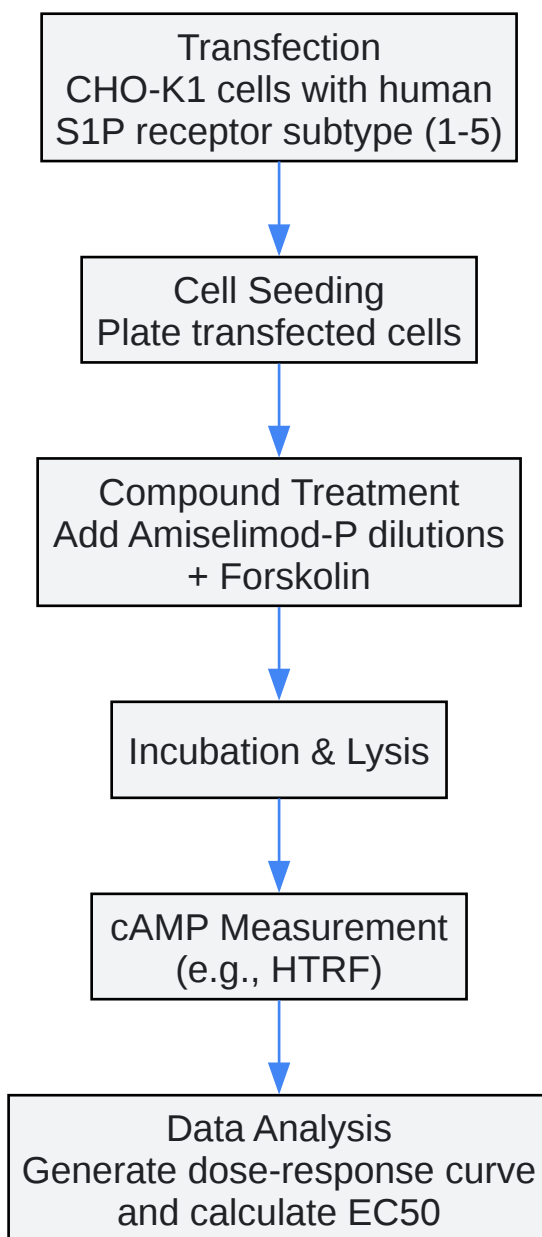 Transfection
CHO-K1 cells with human
S1P receptor subtype (1-5)
Cell Seeding
Plate transfected cells
Compound Treatment
Add Amiselimod-P dilutions
+ Forskolin
Incubation & Lysis
cAMP Measurement
(e.g., HTRF)
Data Analysis
Generate dose-response curve
and calculate EC50